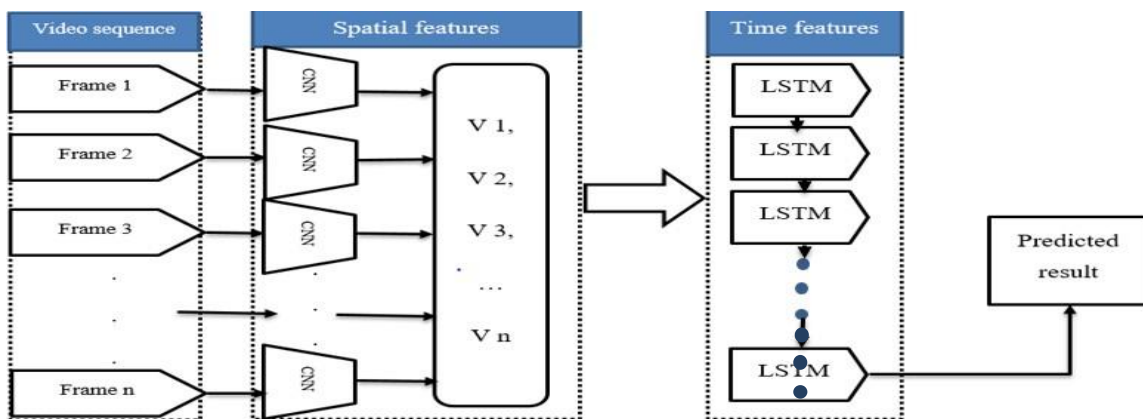 Video sequence
Spatial features
Time features
Frame 1
Frame 2
Frame 3
Frame n
CNN
CNN
CNN
CNN
V 1,
V 2,
V 3,
...
V n
LSTM
LSTM
LSTM
LSTM
Predicted
result